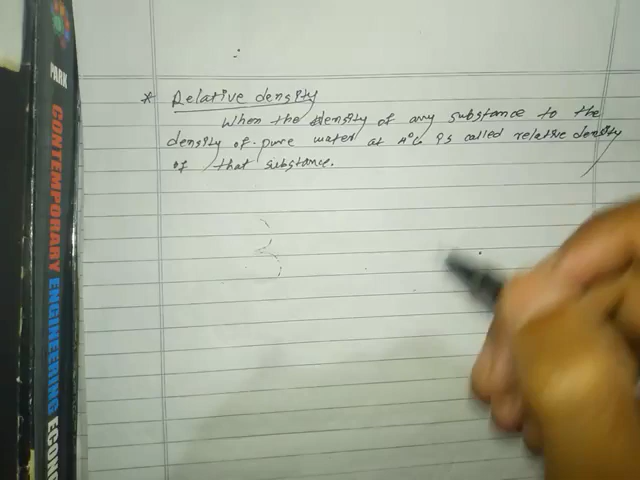 PARK
CONTEMPORARY ENGINEERING ECONO
* Relative density
When the density of any substance to the
density of pure water at 4°C is called relative density
of that substance.